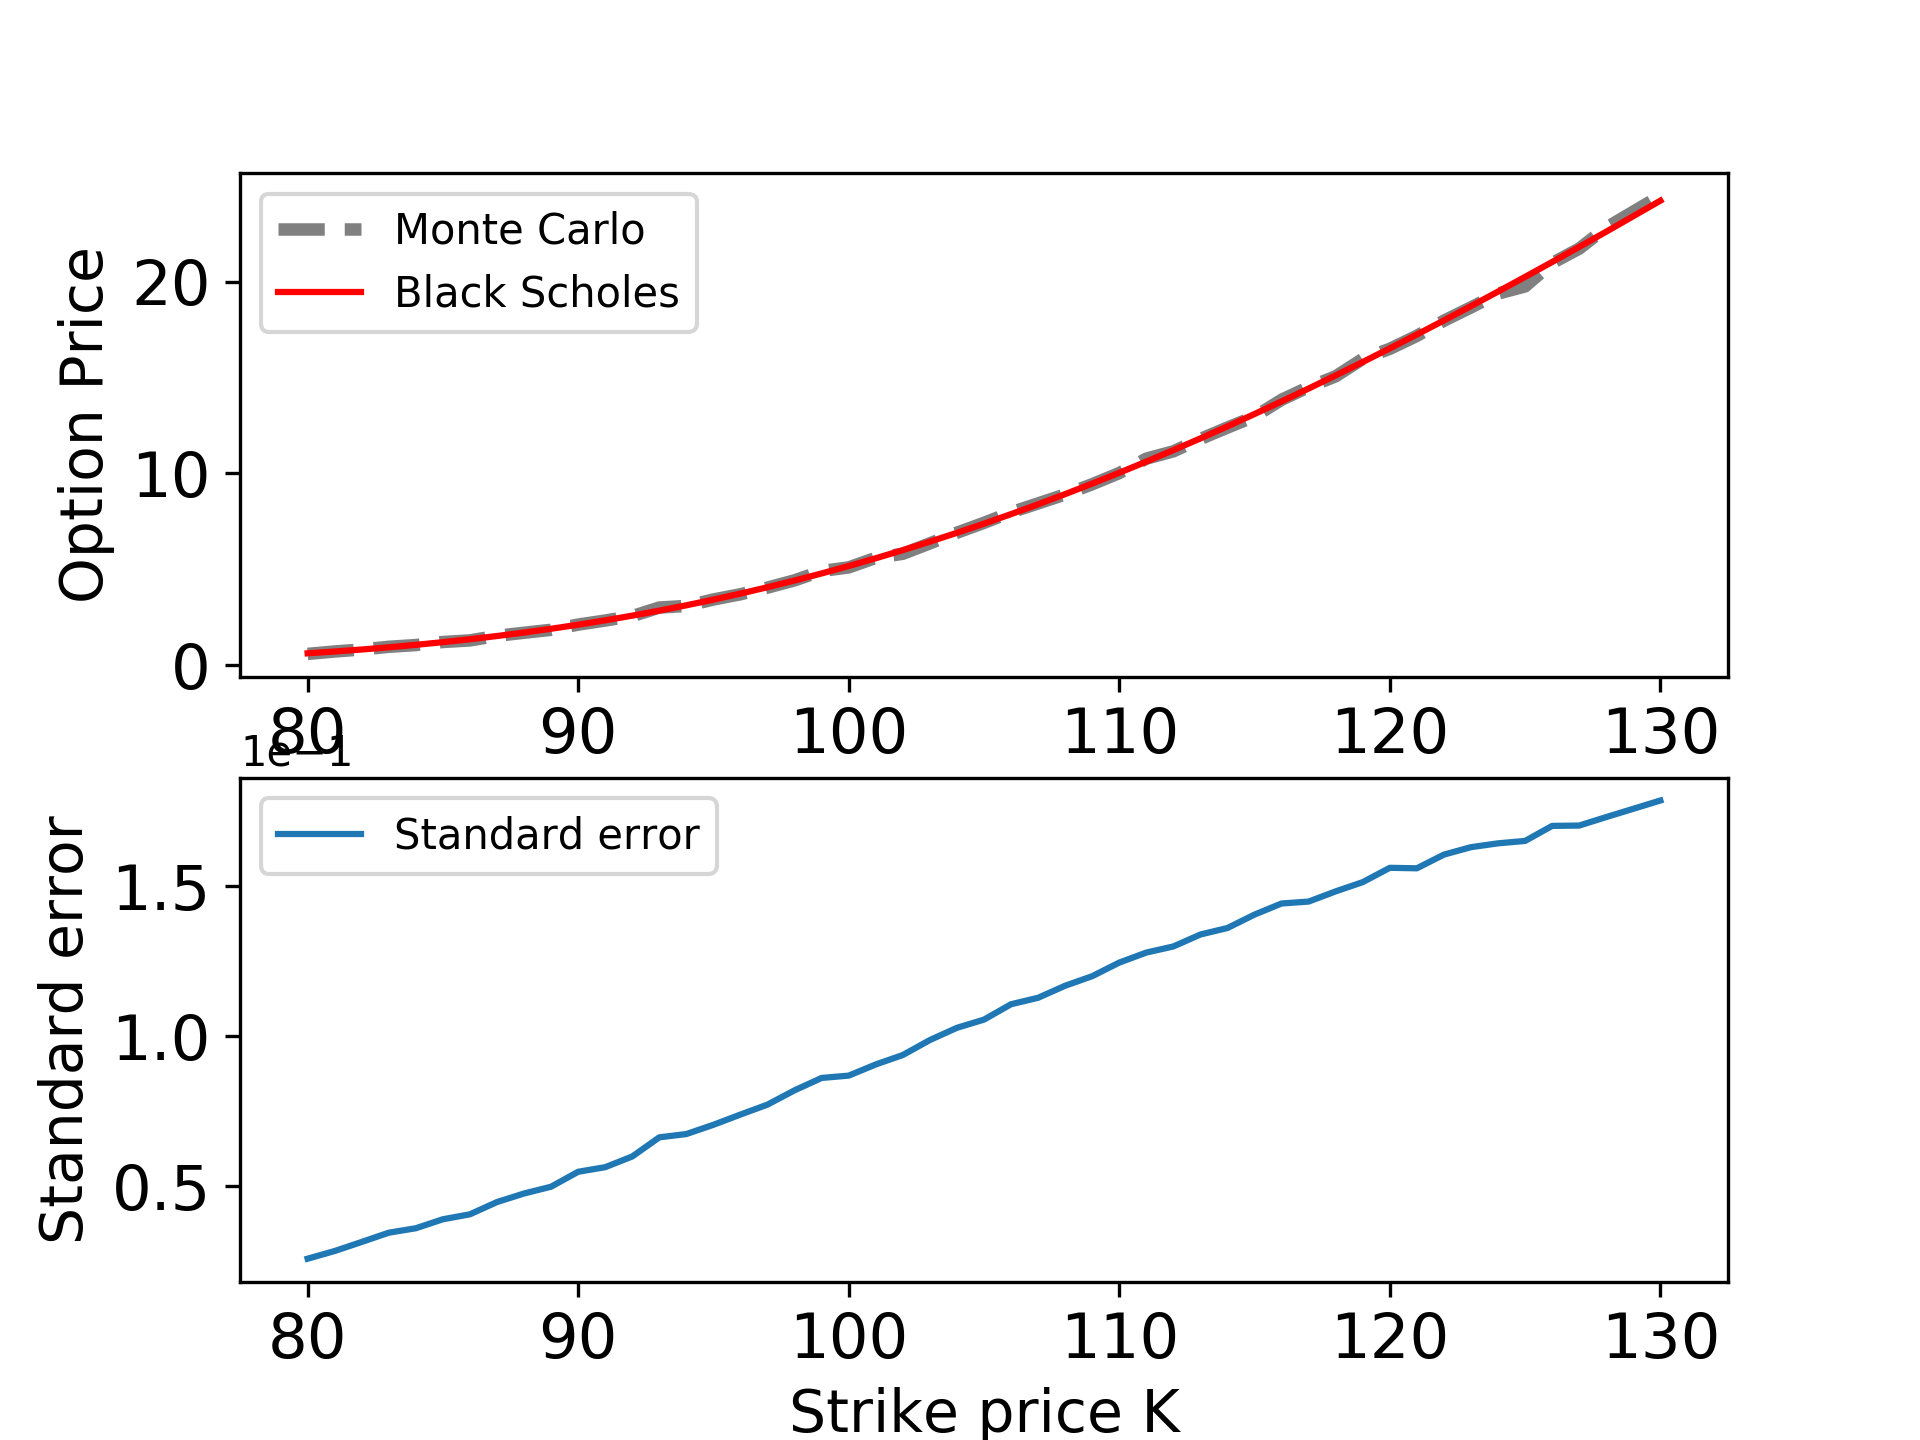 Monte Carlo
Black Scholes
Option Price
20
10
0
80 90 100 110 120 130
1e−1
Standard error
Standard error
1.5
1.0
0.5
80 90 100 110 120 130
Strike price K